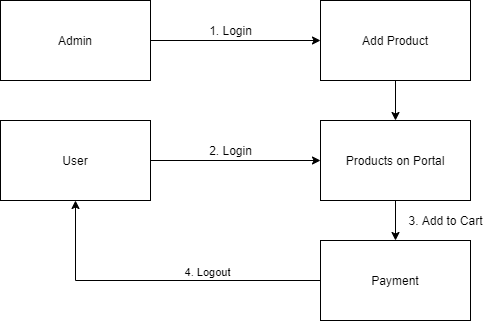 Admin
1. Login
Add Product
User
2. Login
Products on Portal
3. Add to Cart
4. Logout
Payment